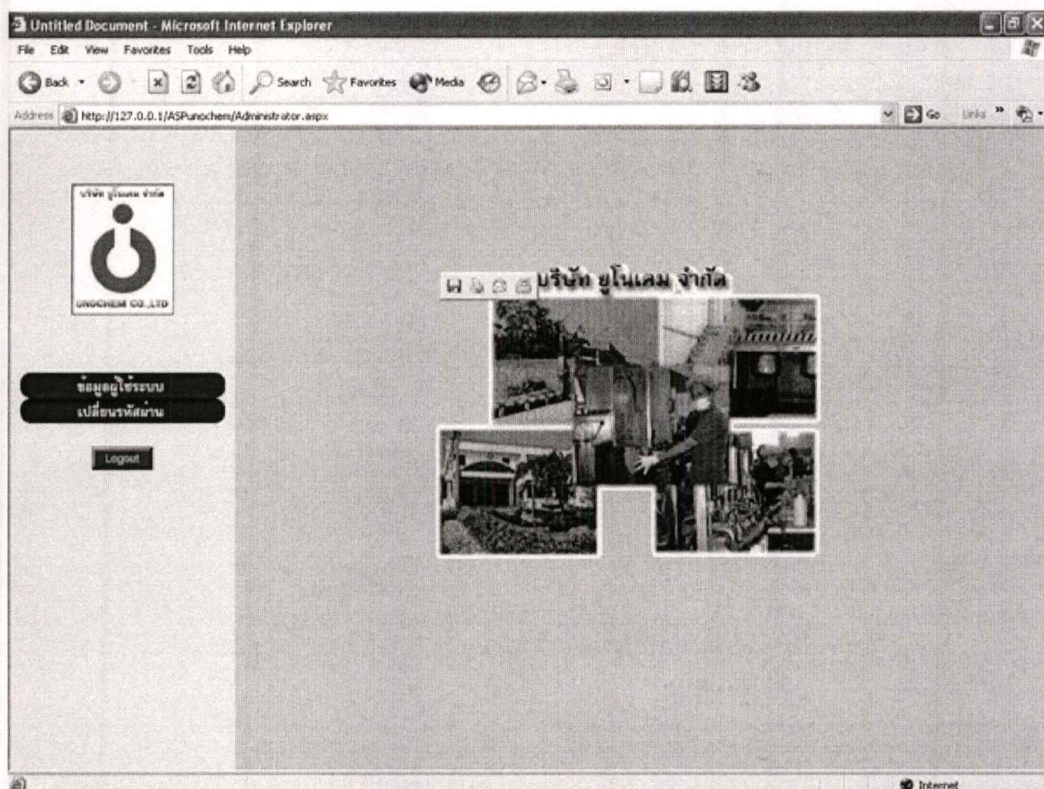 Untitled Document - Microsoft Internet Explorer
File Edit View Favorites Tools Help
Back Search Favorites Media
Address http://127.0.0.1/ASPunochem/Administrator.aspx Go Links »
บริษัท ยูโนเคม จำกัด
UNOCHEM CO.,LTD
ข้อมูลผู้ใช้ระบบ
เปลี่ยนรหัสผ่าน
Logout
บริษัท ยูโนเคม จำกัด
Internet